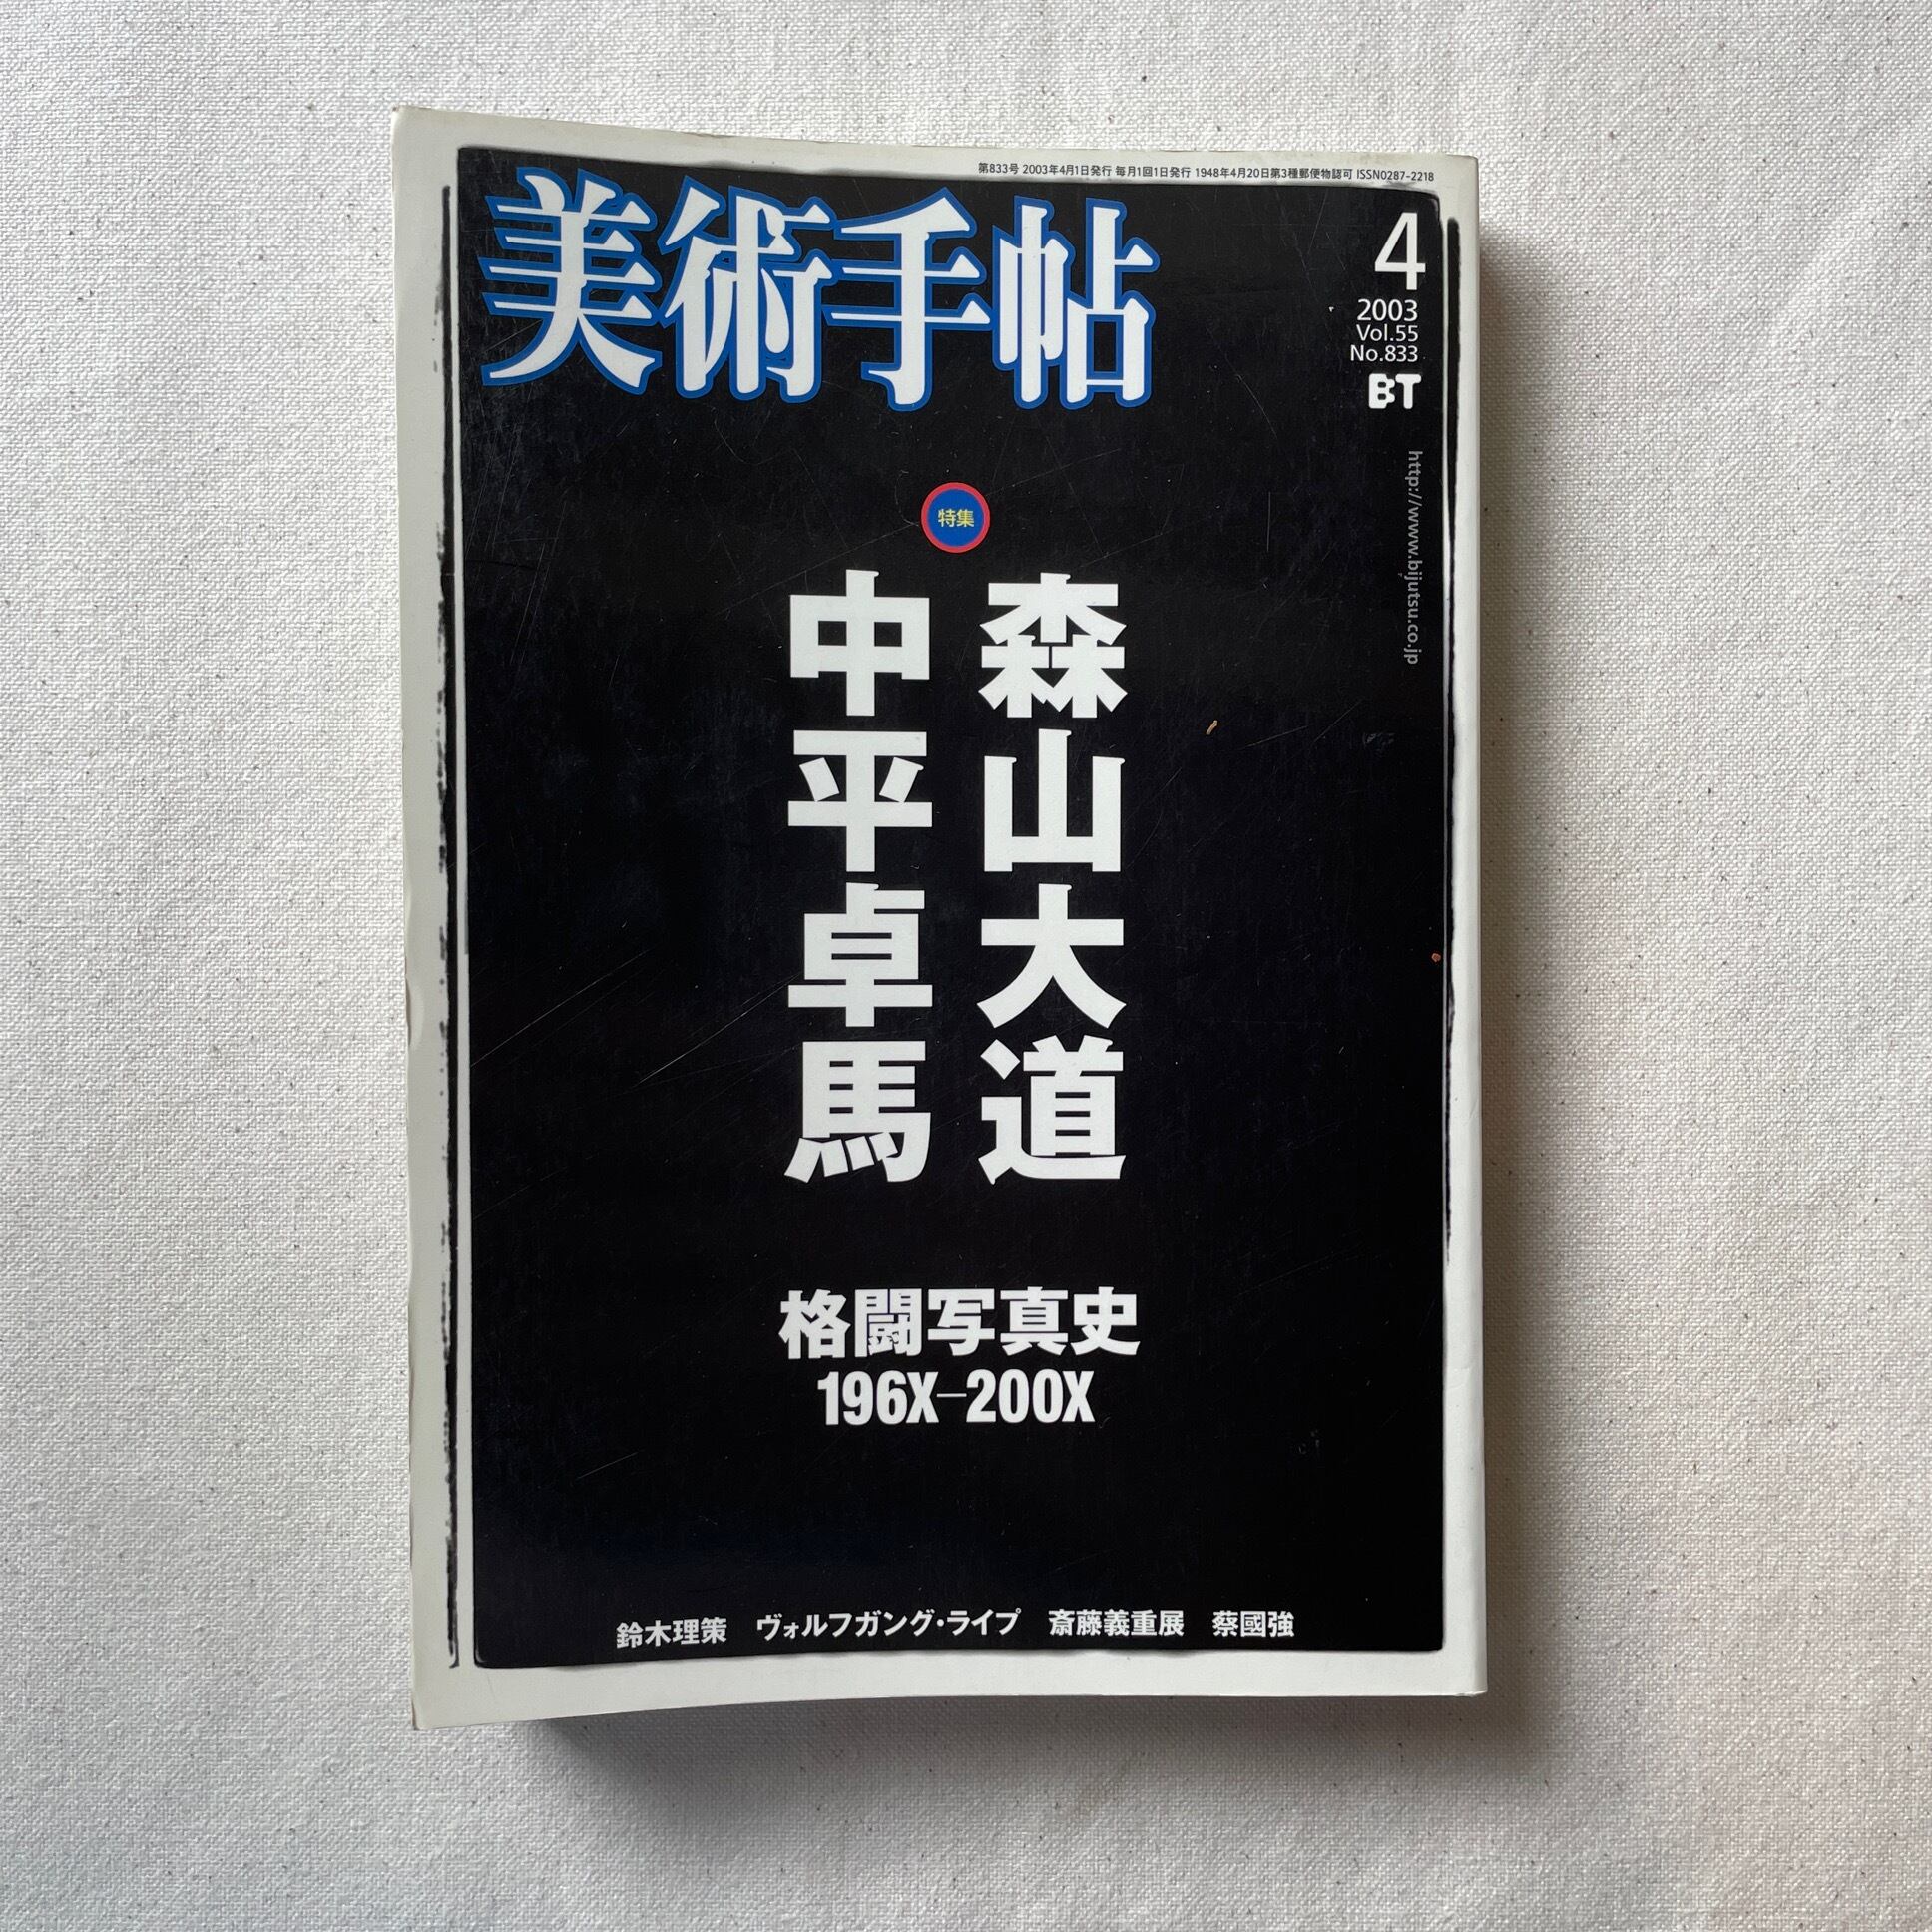 第833号 2003年4月1日発行 毎月1回1日発行 1948年4月20日第3種郵便物認可 ISSN0287-2218
美術手帖
4
2003
Vol.55
No.833
BT
http://www.bijutsu.co.jp
特集
森山大道
中平卓馬
格闘写真史
196X–200X
鈴木理策 ヴォルフガング・ライプ 斎藤義重展 蔡國強